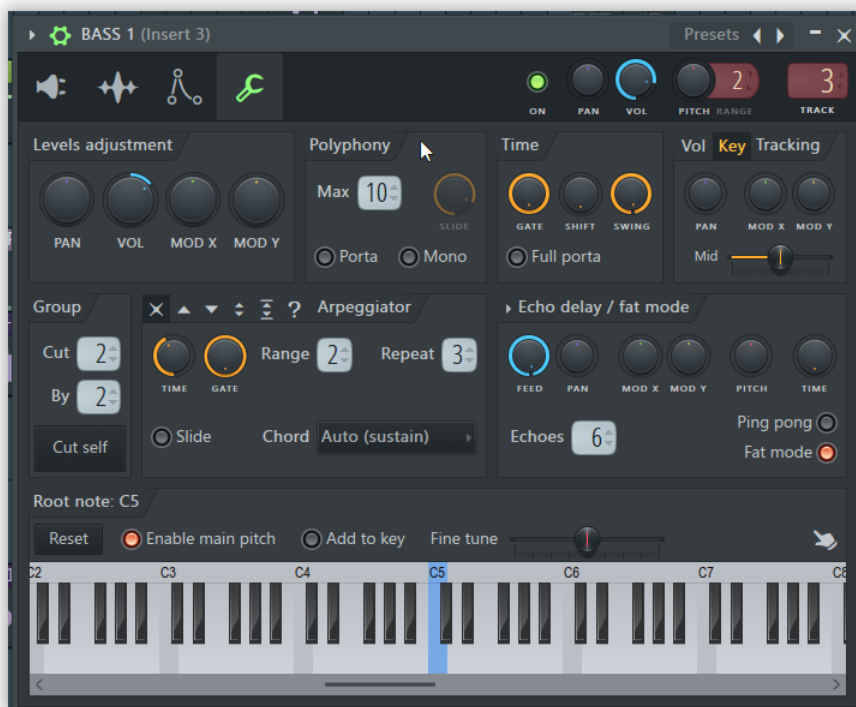 BASS 1 (Insert 3) Presets
2 3
ON PAN VOL PITCH RANGE TRACK
Levels adjustment
PAN VOL MOD X MOD Y
Polyphony
Max 10
SLIDE
Porta Mono
Time
GATE SHIFT SWING
Full porta
Vol Key Tracking
PAN MOD X MOD Y
Mid
Group
Cut 2
By 2
Cut self
? Arpeggiator
Range 2 Repeat 3
TIME GATE
Slide Chord Auto (sustain)
Echo delay / fat mode
FEED PAN MOD X MOD Y PITCH TIME
Echoes 6
Ping pong
Fat mode
Root note: C5
Reset Enable main pitch Add to key Fine tune
C2 C3 C4 C5 C6 C7 C8